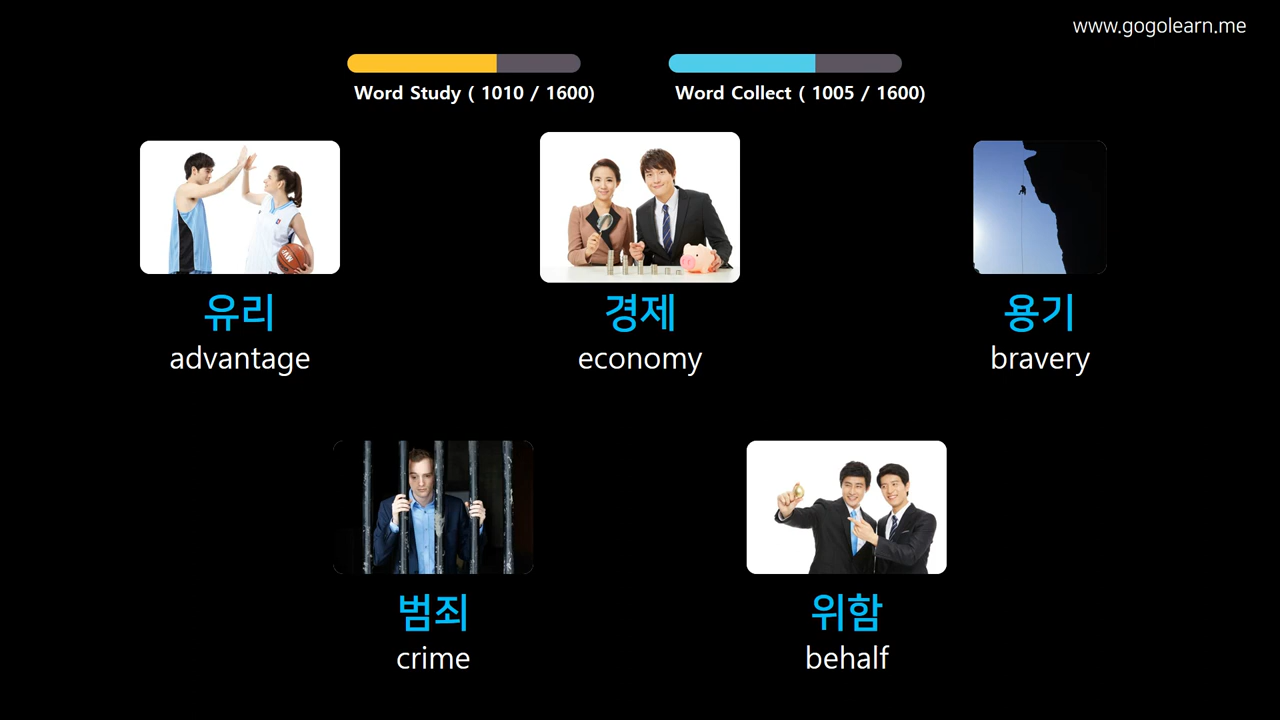 www.gogolearn.me
Word Study ( 1010 / 1600)
Word Collect ( 1005 / 1600)
유리
advantage
경제
economy
용기
bravery
범죄
crime
위함
behalf